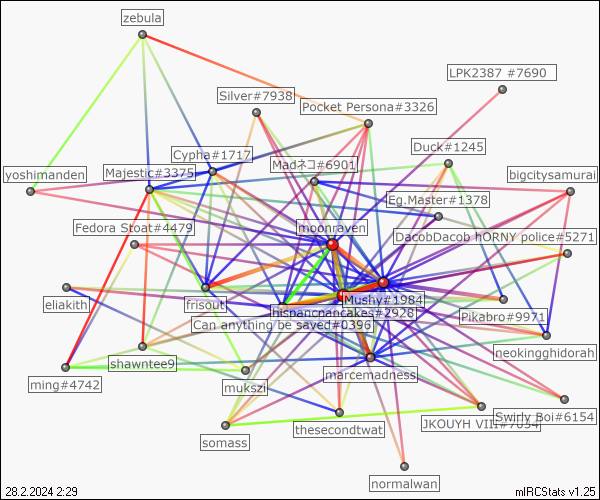 zebula
LPK2387 #7690
Silver#7938
Pocket Persona#3326
Duck#1245
Cypha#1717
Madネコ#6901
yoshimanden
Majestic#3375
bigcitysamurai
Eg.Master#1378
Fedora Stoat#4479
moonraven
DacobDacob hORNY police#5271
eliakith
frisout
Mushy#1984
hispancpancakes#2928
Pikabro#9971
Can anything be saved#0396
neokingghidorah
shawntee9
marcenadness
ming#4742
mukszi
Swirly Boi#6154
JKOUYH VIII#7034
thesecondtwat
somass
normalwan
28.2.2024 2:29
mIRCStats v1.25